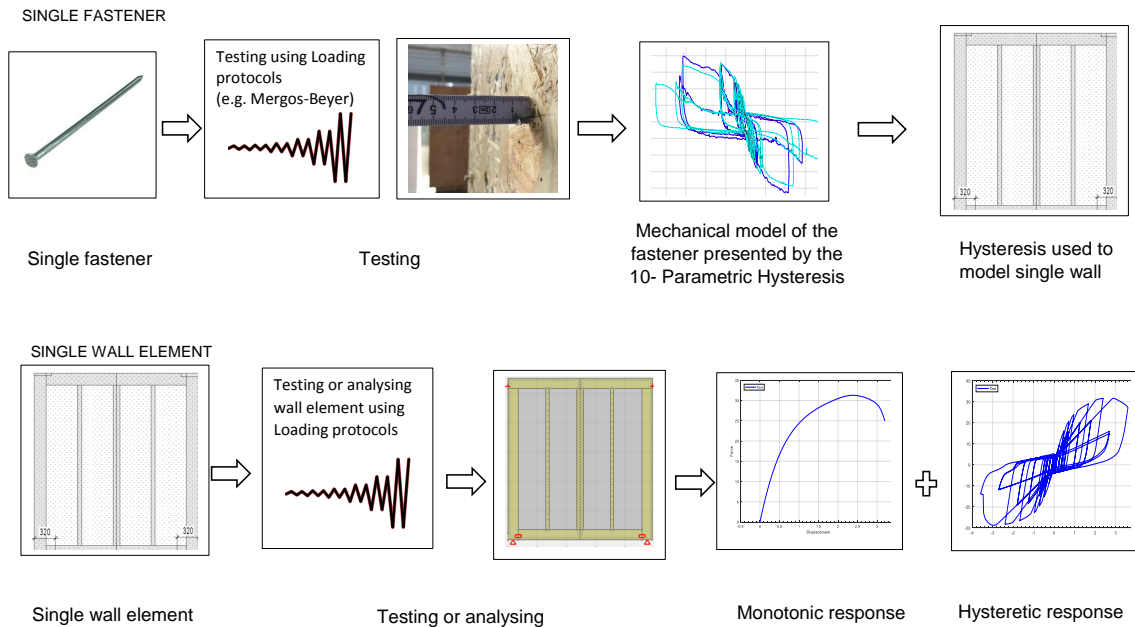 SINGLE FASTENER
Testing using Loading
protocols
(e.g. Mergos-Beyer)
320
320
Single fastener
Testing
Mechanical model of the
fastener presented by the
10- Parametric Hysteresis
Hysteresis used to
model single wall
SINGLE WALL ELEMENT
Testing or analysing
wall element using
Loading protocols
320
320
Force
Displacement
Single wall element
Testing or analysing
Monotonic response
Hysteretic response